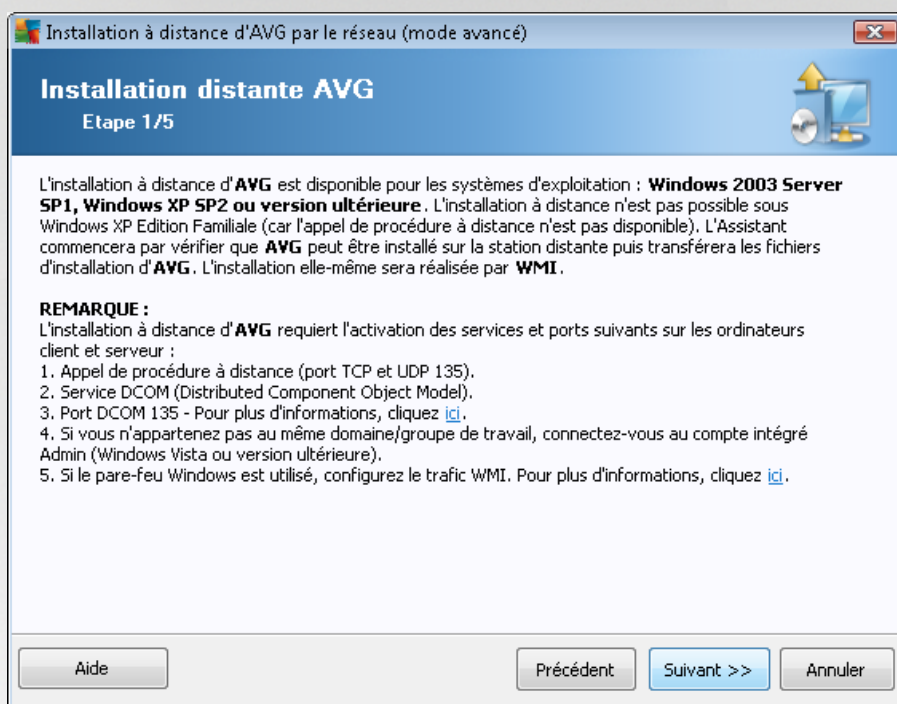 Installation à distance d'AVG par le réseau (mode avancé)
Installation distante AVG
Etape 1/5
L'installation à distance d'AVG est disponible pour les systèmes d'exploitation : Windows 2003 Server
SP1, Windows XP SP2 ou version ultérieure. L'installation à distance n'est pas possible sous
Windows XP Edition Familiale (car l'appel de procédure à distance n'est pas disponible). L'Assistant
commencera par vérifier que AVG peut être installé sur la station distante puis transférera les fichiers
d'installation d'AVG. L'installation elle-même sera réalisée par WMI.
REMARQUE :
L'installation à distance d'AVG requiert l'activation des services et ports suivants sur les ordinateurs
client et serveur :
1. Appel de procédure à distance (port TCP et UDP 135).
2. Service DCOM (Distributed Component Object Model).
3. Port DCOM 135 - Pour plus d'informations, cliquez ici.
4. Si vous n'appartenez pas au même domaine/groupe de travail, connectez-vous au compte intégré
Admin (Windows Vista ou version ultérieure).
5. Si le pare-feu Windows est utilisé, configurez le trafic WMI. Pour plus d'informations, cliquez ici.
Aide
Précédent
Suivant >>
Annuler